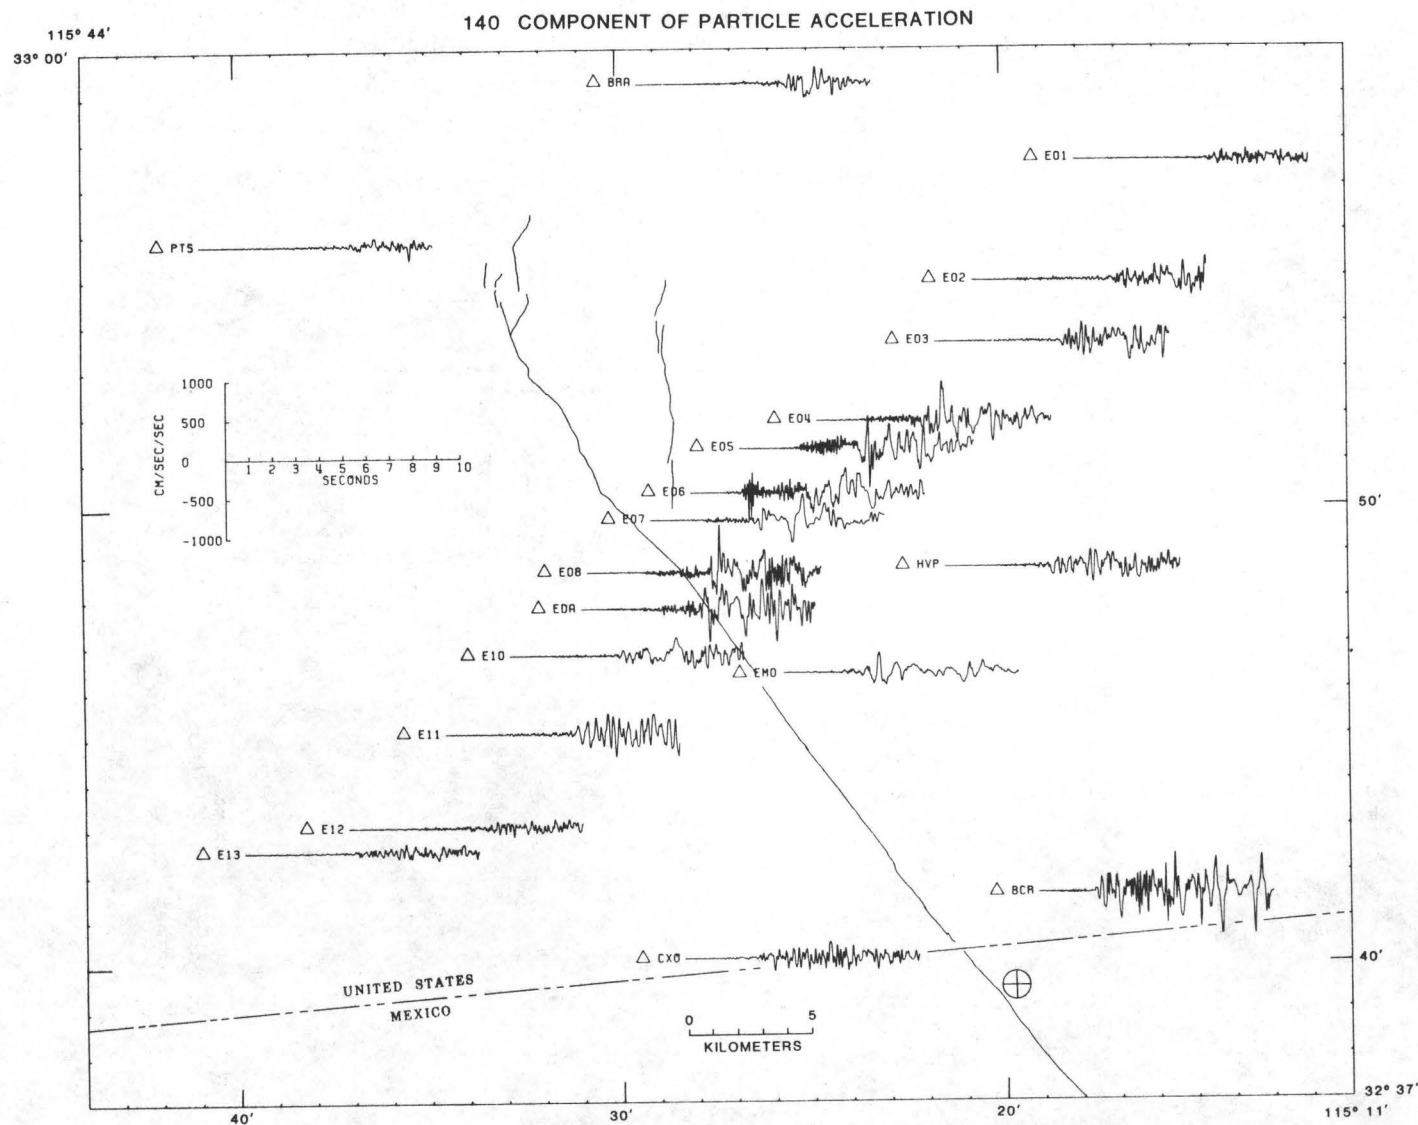 140 COMPONENT OF PARTICLE ACCELERATION
115° 44′
33° 00′
BRA
E01
PTS
E02
E03
1000
500
0
-500
-1000
CM/SEC/SEC
1 2 3 4 5 6 7 8 9 10
SECONDS
E04
E05
E06
50′
E07
E08
HVP
EDA
E10
EMO
E11
E12
E13
BCR
CXO
40′
UNITED STATES
MEXICO
0 5
KILOMETERS
32° 37′
40′ 30′ 20′ 115° 11′